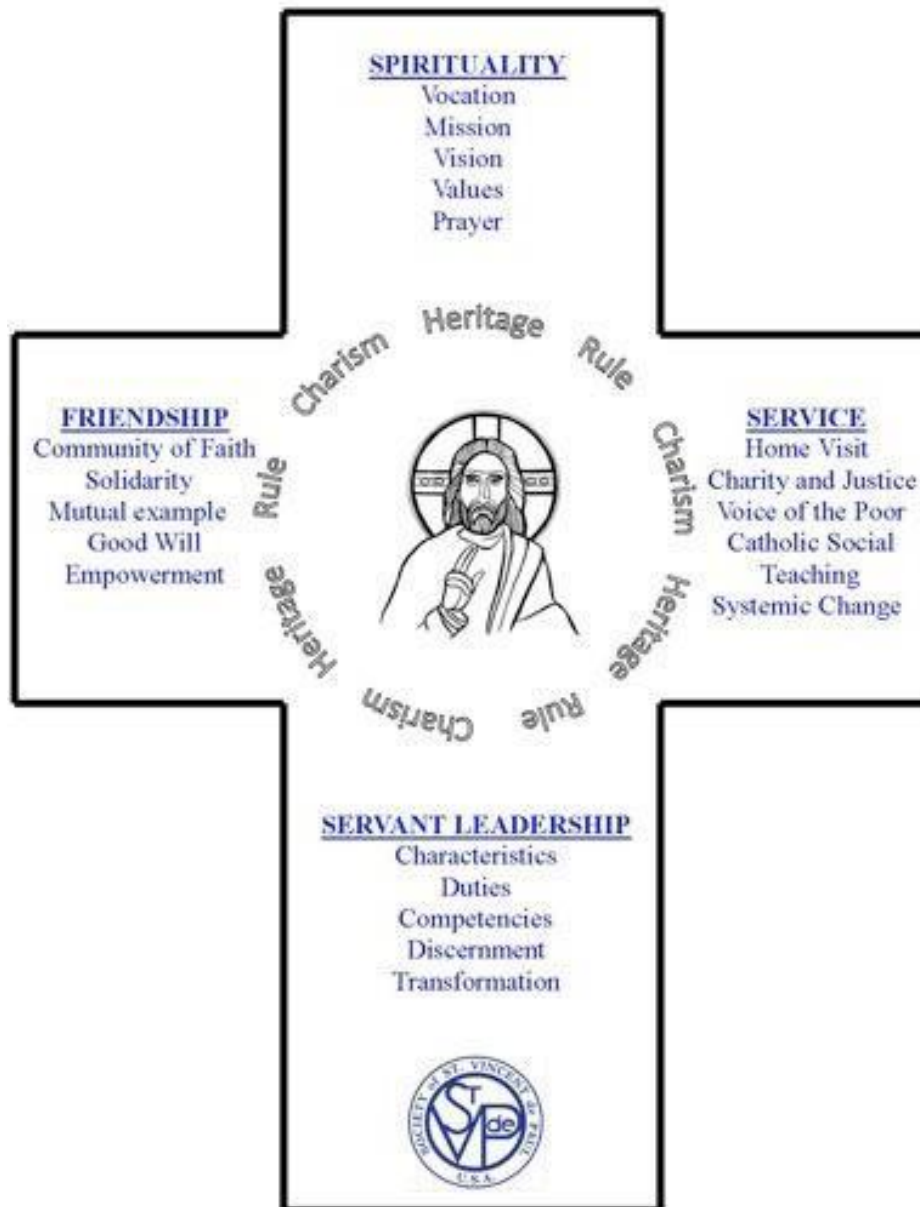 SPIRITUALITY
Vocation
Mission
Vision
Values
Prayer
Heritage
Rule
Charism
Heritage
Rule
Charism
Heritage
Rule
Charism
FRIENDSHIP
Community of Faith
Solidarity
Mutual example
Good Will
Empowerment
SERVICE
Home Visit
Charity and Justice
Voice of the Poor
Catholic Social
Teaching
Systemic Change
SERVANT LEADERSHIP
Characteristics
Duties
Competencies
Discernment
Transformation
SOCIETY of ST. VINCENT de PAUL
ST
V de P
U.S.A.